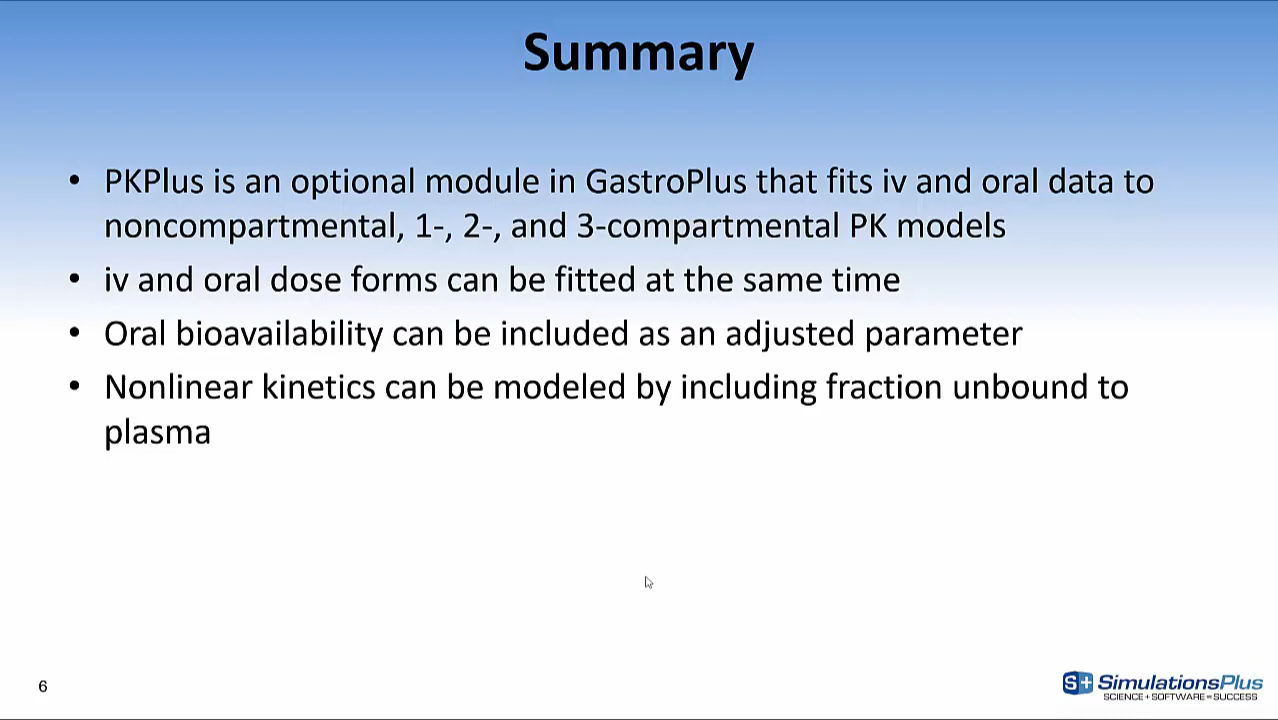 Summary
• PKPlus is an optional module in GastroPlus that fits iv and oral data to
noncompartmental, 1-, 2-, and 3-compartmental PK models
• iv and oral dose forms can be fitted at the same time
• Oral bioavailability can be included as an adjusted parameter
• Nonlinear kinetics can be modeled by including fraction unbound to
plasma
6
S+ SimulationsPlus
SCIENCE + SOFTWARE = SUCCESS